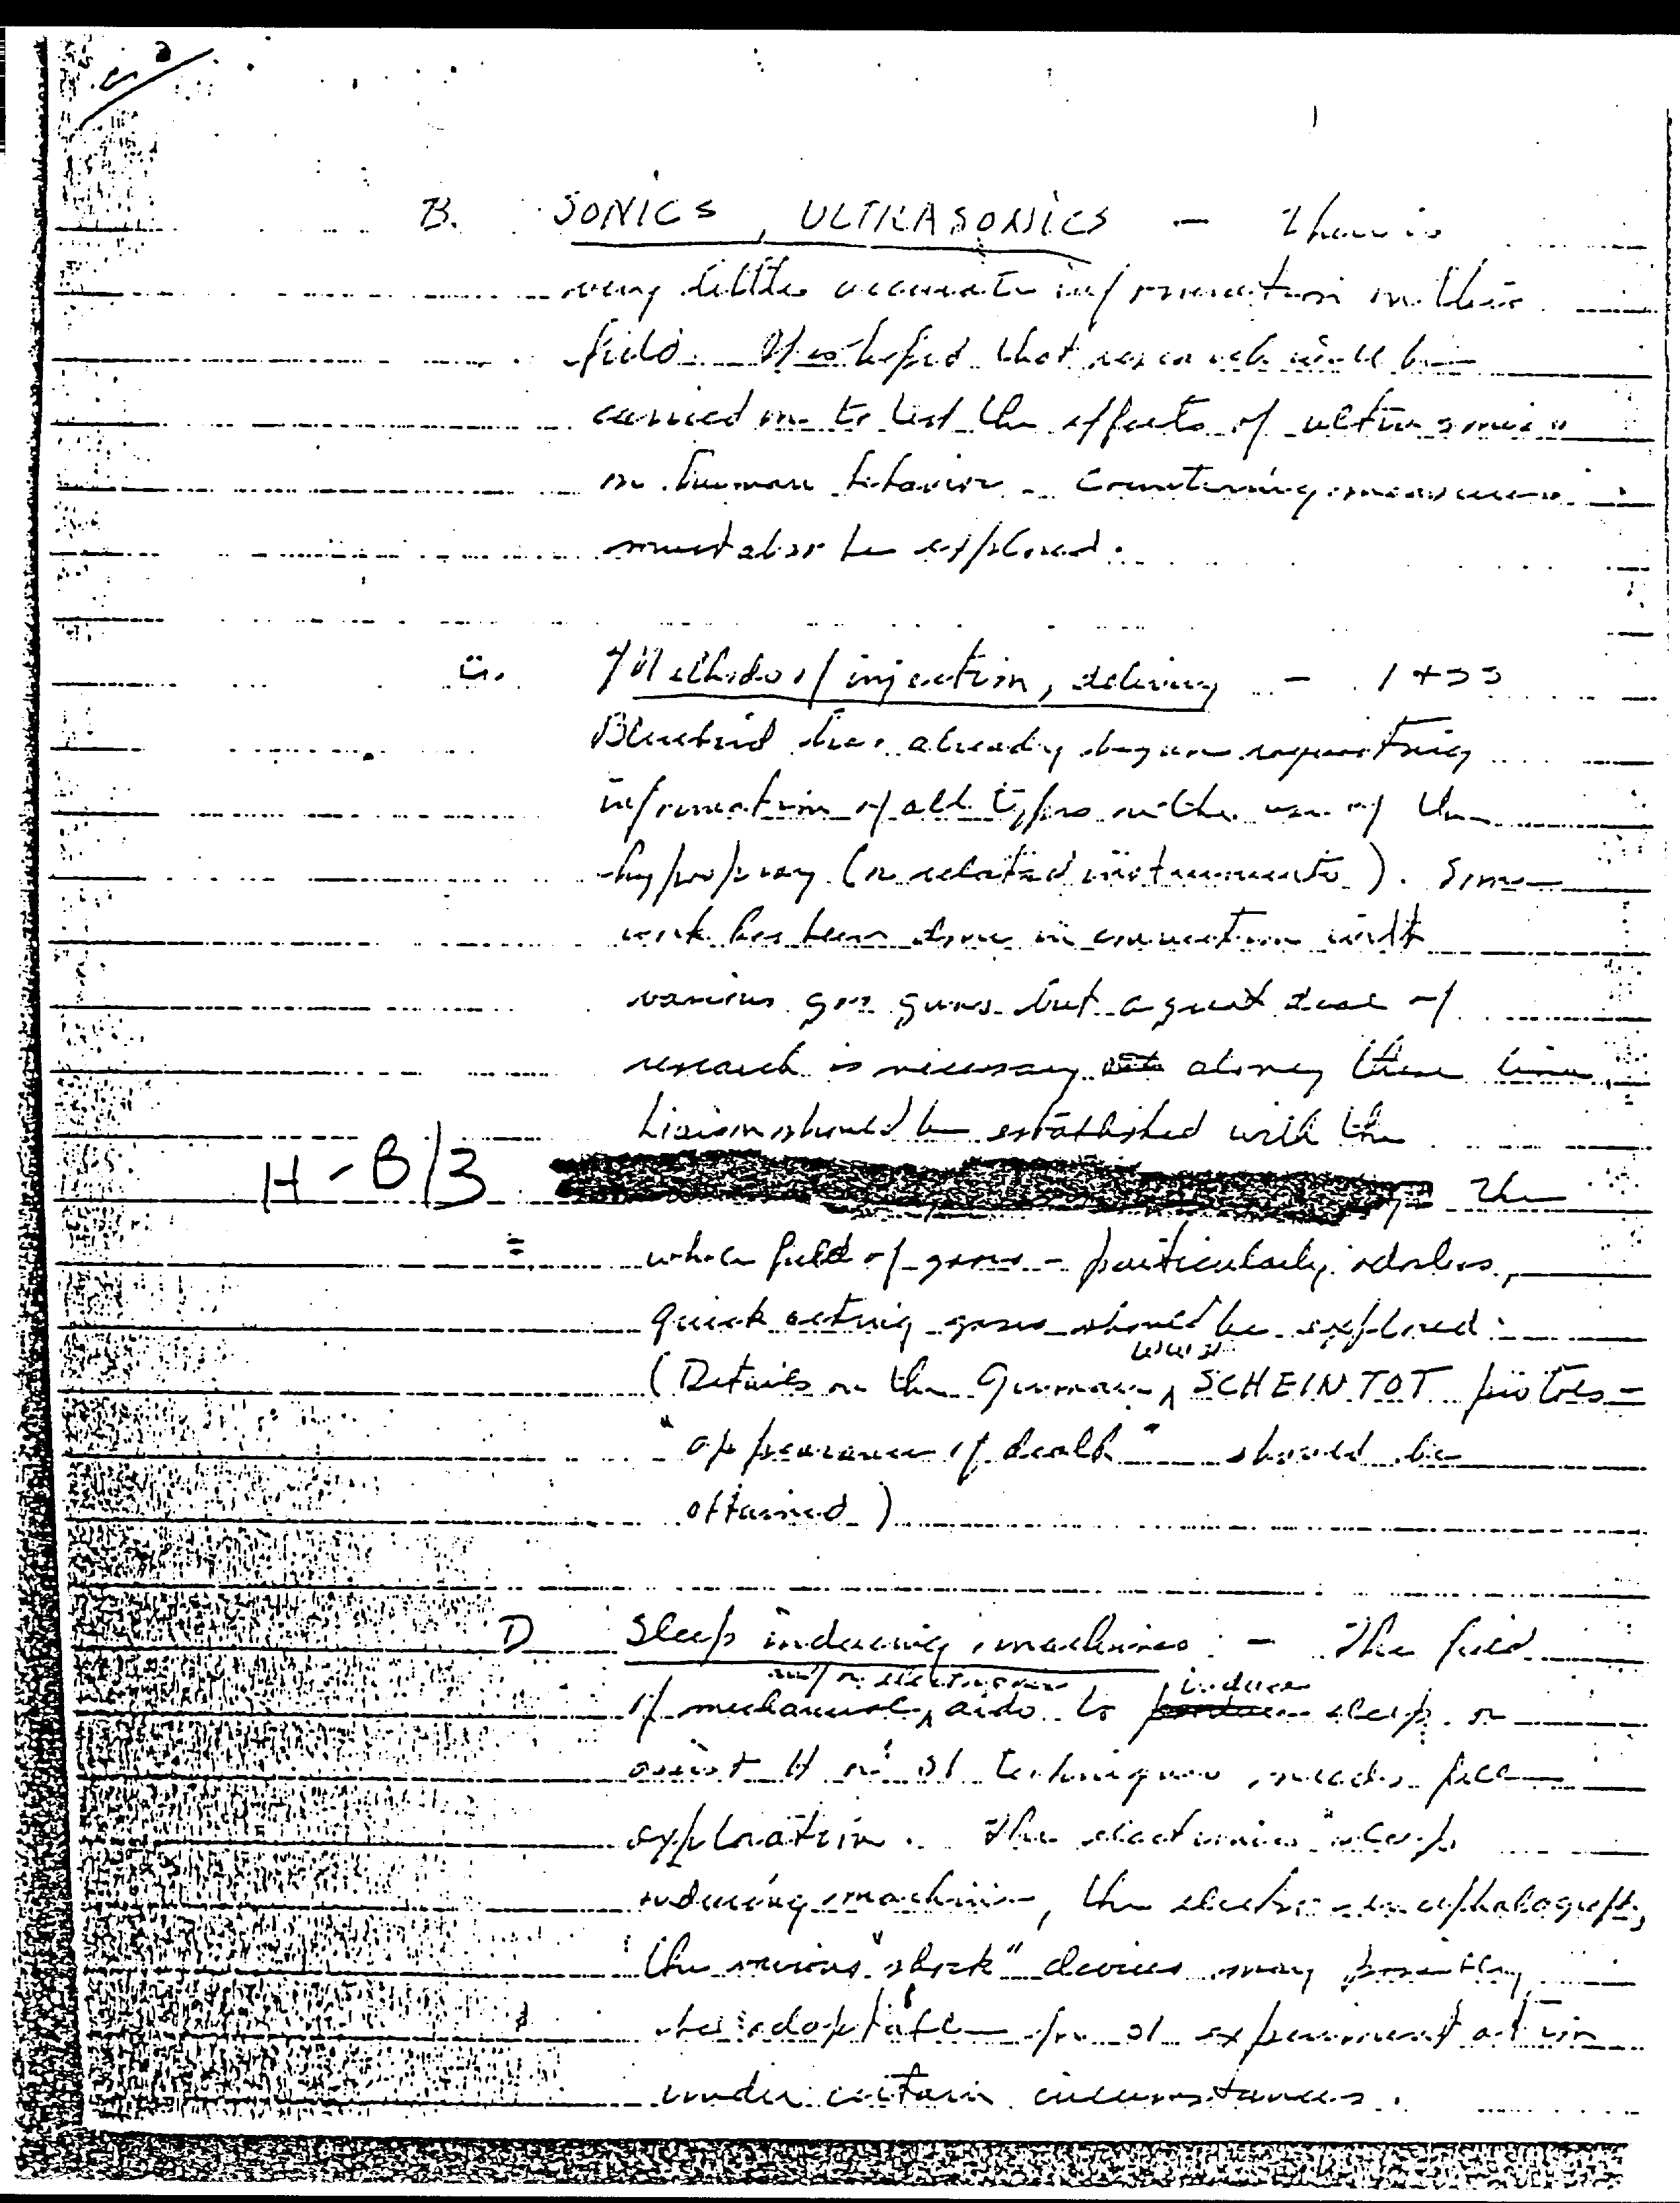 B. SONICS, ULTRASONICS - There is
very little accurate information in this
field. It is hoped that research will be
carried on to test the effects of ultrasonics
on human behavior. Countering measures
must also be explored.
C. Methods of injection, delivery -
Bluebird has already begun requesting
information of all types on the use of the
hypospray (or related instruments). Some
work has been done in connection with
various gas guns but a great deal of
research is necessary along these lines.
Liaison should be established with the
H-B/3
The
whole field of gases - particularly odorless,
quick acting gases should be explored.
(Details on the German WWII SCHEINTOT pistols =
"appearance of death" should be
obtained)
D Sleep inducing machines - The field
of mechanical, and/or electronic aids to induce sleep or
assist H or SI techniques needs full
exploration. The electronic "sleep
inducing machine, the electro-encephalograph,
the various "shock" devices may possibly
be adaptable for SI experimentation
under certain circumstances.